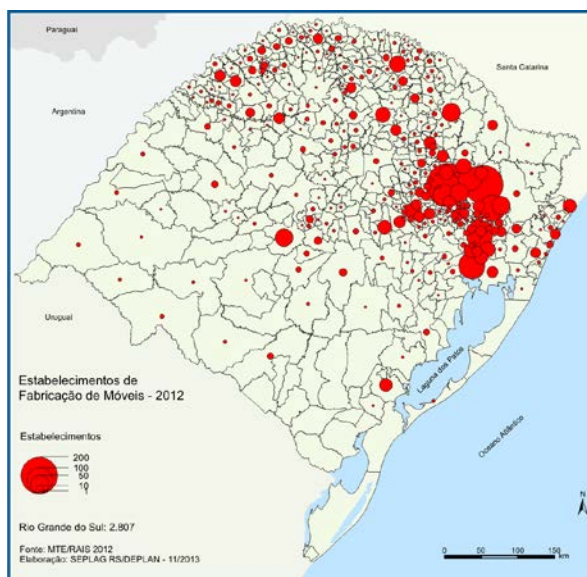 Paraguai
Santa Catarina
Argentina
Uruguai
Laguna dos Patos
Oceano Atlântico
Estabelecimentos de
Fabricação de Móveis - 2012
Estabelecimentos
200
100
50
10
1
Rio Grande do Sul: 2.807
Fonte: MTE/RAIS 2012
Elaboração: SEPLAG RS/DEPLAN - 11/2013
N
0 50 100 150
km